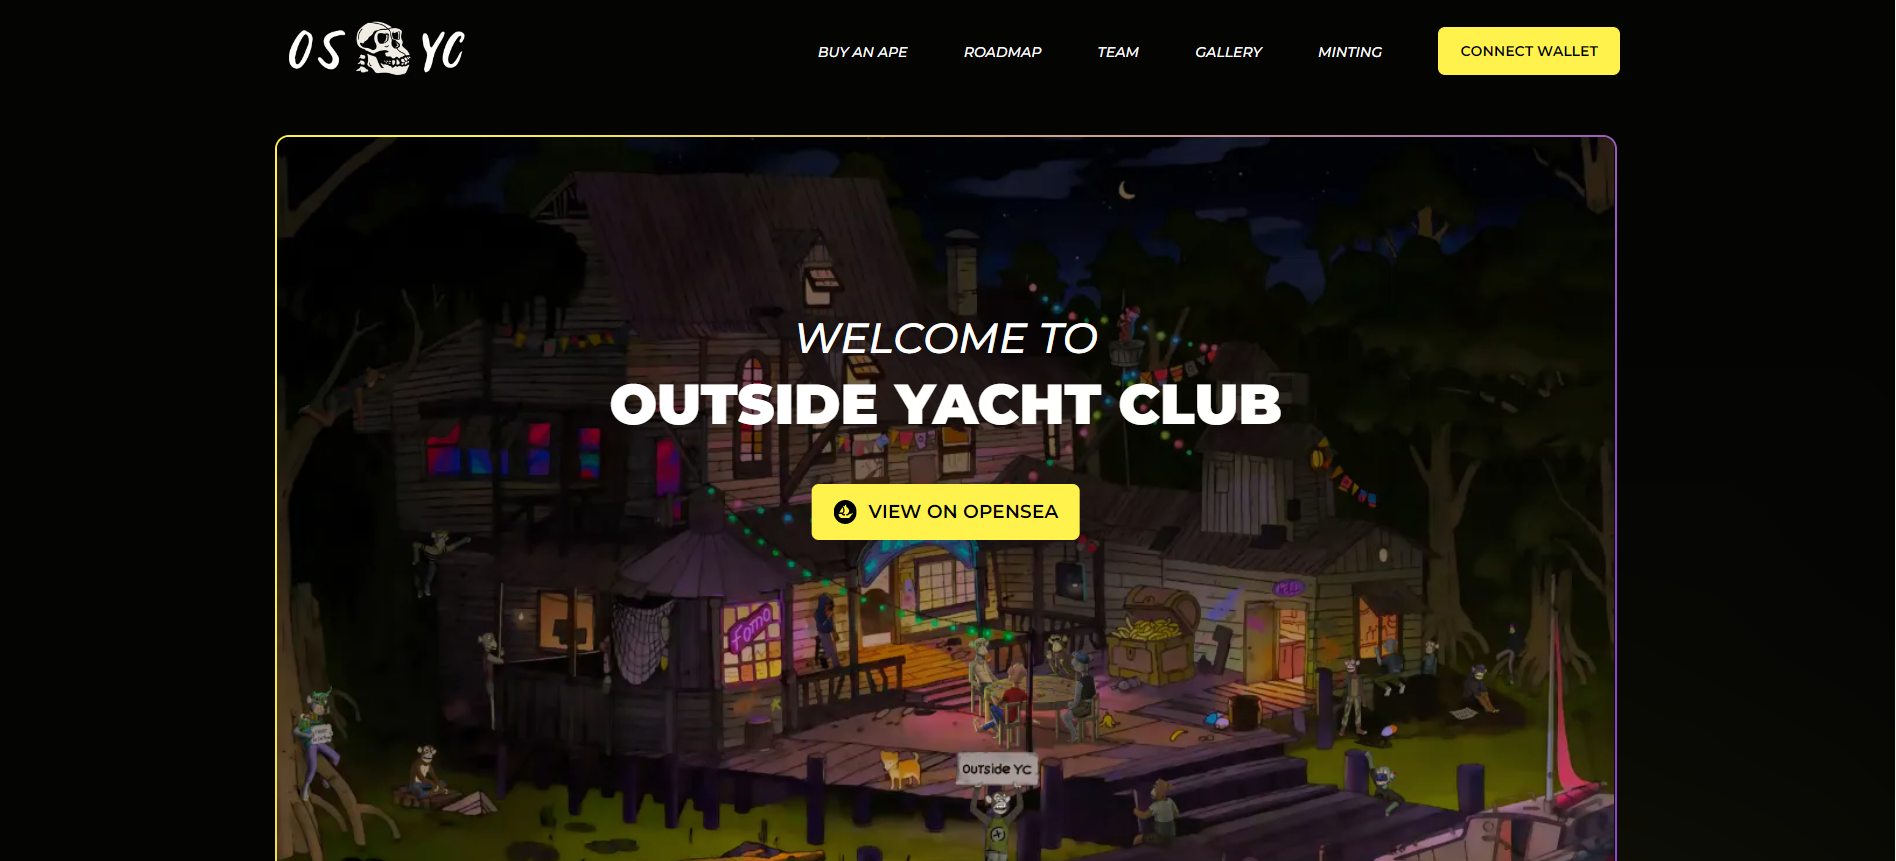 OS YC
BUY AN APE
ROADMAP
TEAM
GALLERY
MINTING
CONNECT WALLET
WELCOME TO
OUTSIDE YACHT CLUB
VIEW ON OPENSEA
Fomo
OUTSide YC